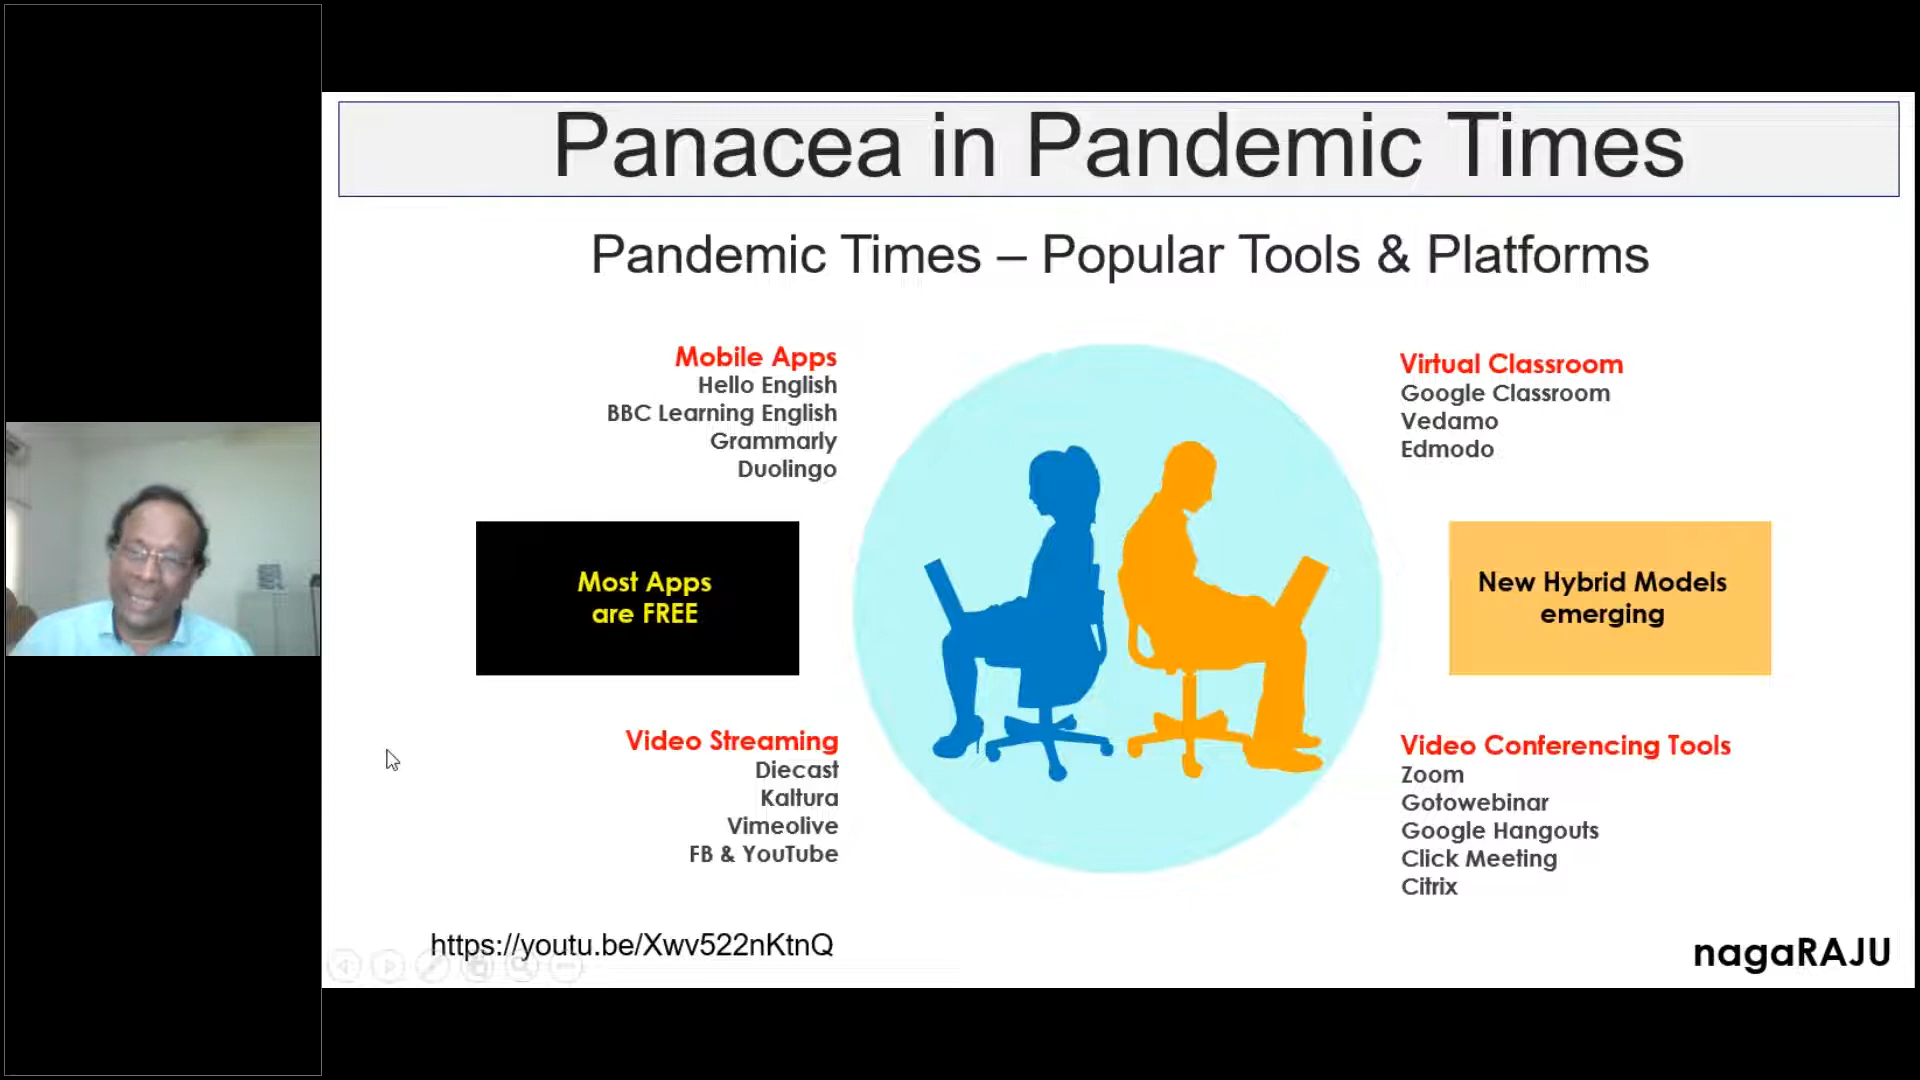 Panacea in Pandemic Times
Pandemic Times – Popular Tools & Platforms
Mobile Apps
Hello English
BBC Learning English
Grammarly
Duolingo
Virtual Classroom
Google Classroom
Vedamo
Edmodo
Most Apps
are FREE
New Hybrid Models
emerging
Video Streaming
Diecast
Kaltura
Vimeolive
FB & YouTube
Video Conferencing Tools
Zoom
Gotowebinar
Google Hangouts
Click Meeting
Citrix
https://youtu.be/Xwv522nKtnQ
nagaRAJU